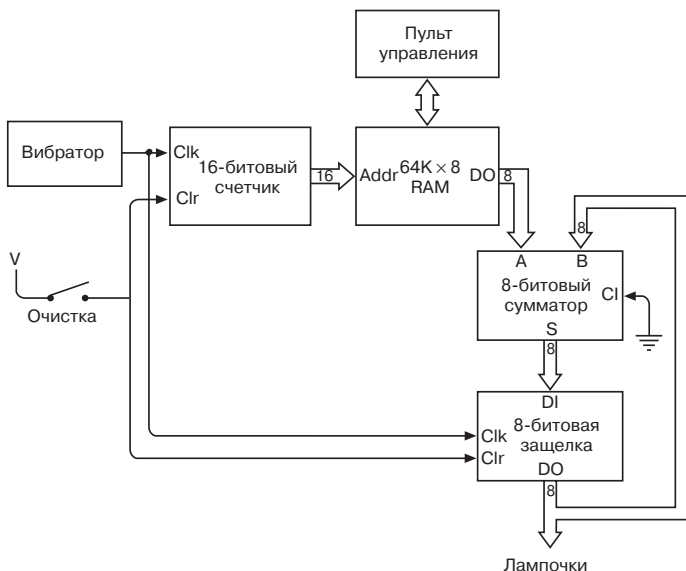 Пульт
управления
Вибратор
Clk
16-битовый
счетчик
Clr
16
Addr
64K × 8
RAM
DO
8
V
Очистка
8
A
B
8-битовый
сумматор
CI
S
8
DI
Clk
8-битовая
защелка
Clr
DO
8
Лампочки